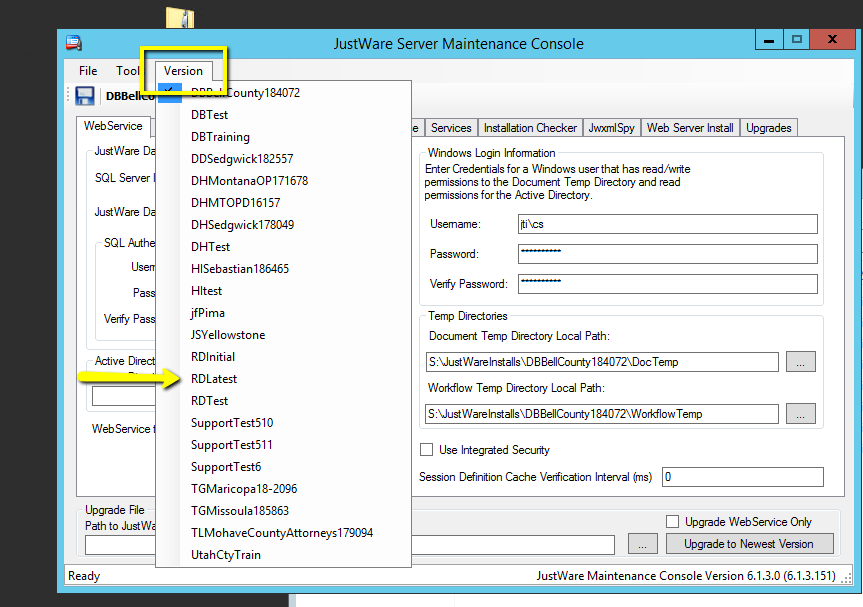 JustWare Server Maintenance Console
File Tool Version
DBBellCo
DBBellCounty184072
DBTest
DBTraining
DDSedgwick182557
DHMontanaOP171678
DHMTOPD16157
DHSedgwick178049
DHTest
HISebastian186465
HItest
jfPima
JSYellowstone
RDInitial
RDLatest
RDTest
SupportTest510
SupportTest511
SupportTest6
TGMaricopa18-2096
TGMissoula185863
TLMohaveCountyAttorneys179094
UtahCtyTrain
WebService
e Services Installation Checker JwxmlSpy Web Server Install Upgrades
JustWare Da
SQL Server
JustWare Da
SQL Authe
Usern
Pass
Verify Pass
Active Direct
WebService
Windows Login Information
Enter Credentials for a Windows user that has read/write
permissions to the Document Temp Directory and read
permissions for the Active Directory.
Username: jti\cs
Password: **********
Verify Password: **********
Temp Directories
Document Temp Directory Local Path:
S:\JustWareInstalls\DBBellCounty184072\DocTemp ...
Workflow Temp Directory Local Path:
S:\JustWareInstalls\DBBellCounty184072\WorkflowTemp ...
Use Integrated Security
Session Definition Cache Verification Interval (ms) 0
Upgrade File
Path to JustWa
...
Upgrade WebService Only
Upgrade to Newest Version
Ready
JustWare Maintenance Console Version 6.1.3.0 (6.1.3.151)